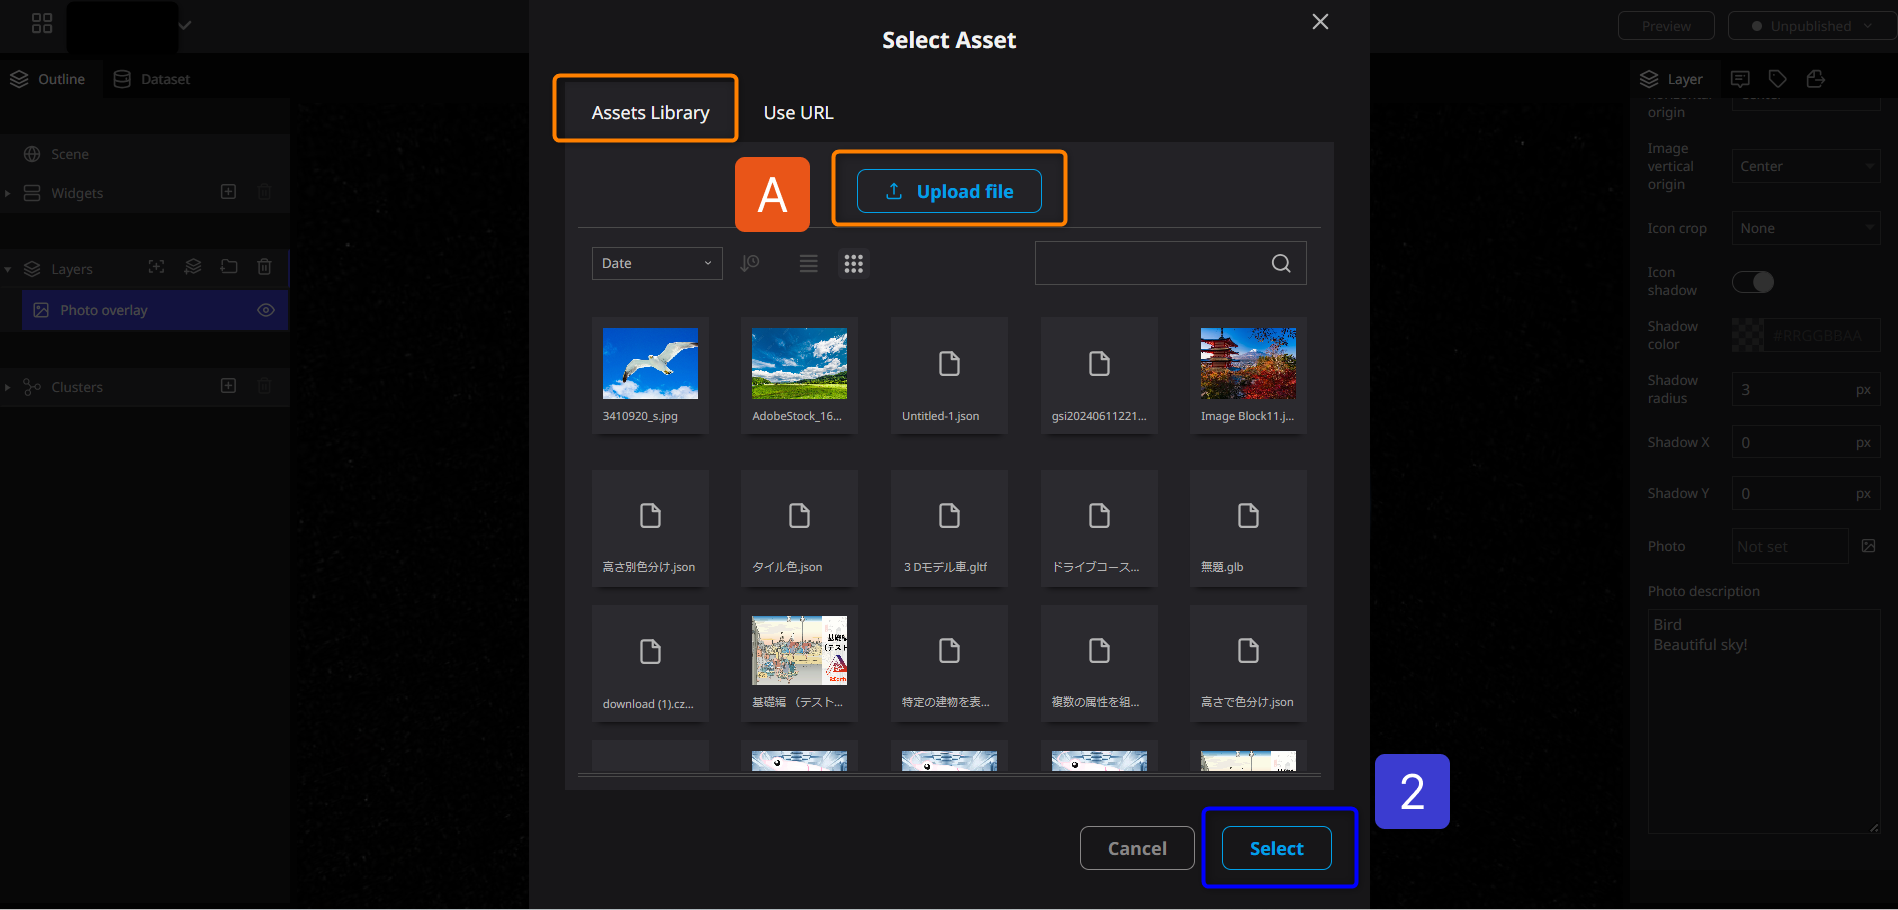 Preview
Unpublished
Outline
Dataset
Scene
Widgets
Layers
Photo overlay
Clusters
Select Asset
Assets Library
Use URL
A
Upload file
Date
3410920_s.jpg
AdobeStock_16...
Untitled-1.json
gsi20240611221...
Image Block11.j...
高さ別色分け.json
タイル色.json
３Dモデル車.gltf
ドライブコース...
無題.glb
download (1).cz...
基礎編 （テスト...
特定の建物を表...
複数の属性を組...
高さで色分け.json
Cancel
Select
2
Layer
origin
Image
vertical
origin
Center
Icon crop
None
Icon
shadow
Shadow
color
#RRGGBBAA
Shadow
radius
3
px
Shadow X
0
px
Shadow Y
0
px
Photo
Not set
Photo description
Bird
Beautiful sky!